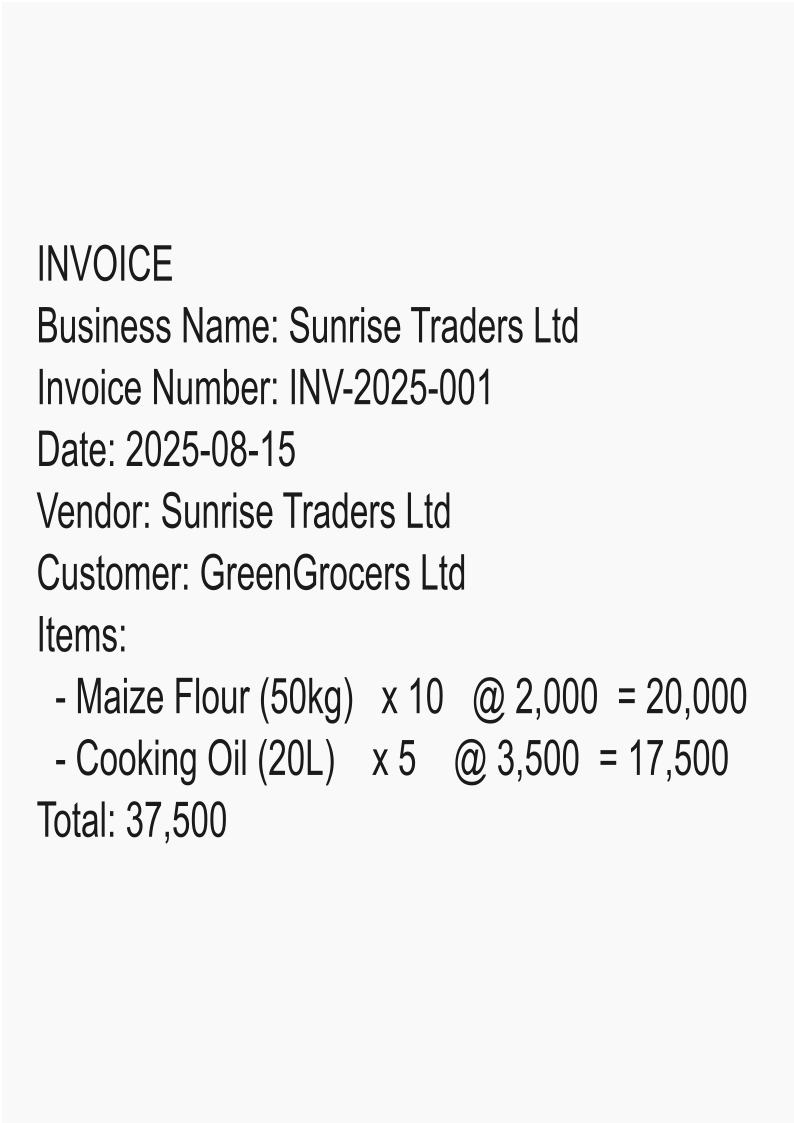 INVOICE
Business Name: Sunrise Traders Ltd
Invoice Number: INV-2025-001
Date: 2025-08-15
Vendor: Sunrise Traders Ltd
Customer: GreenGrocers Ltd
Items:
- Maize Flour (50kg) x 10 @ 2,000 = 20,000
- Cooking Oil (20L) x 5 @ 3,500 = 17,500
Total: 37,500